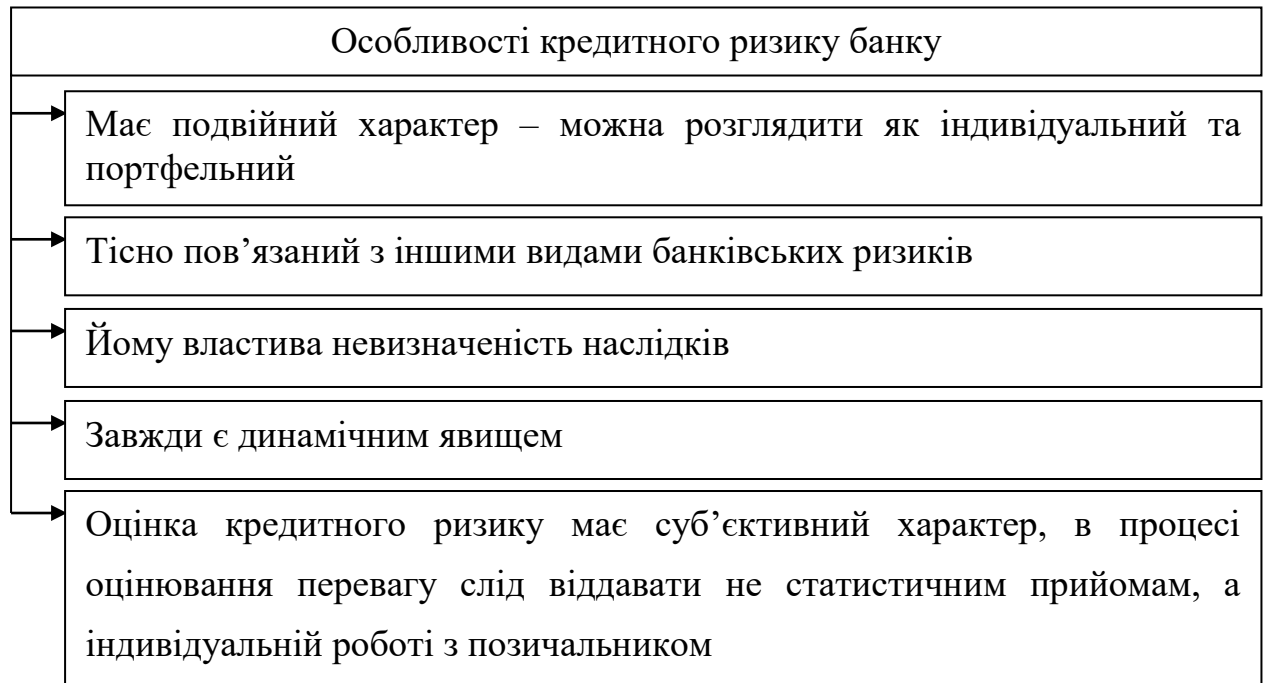 Особливості кредитного ризику банку
Має подвійний характер – можна розглядити як індивідуальний та
портфельний
Тісно пов’язаний з іншими видами банківських ризиків
Йому властива невизначеність наслідків
Завжди є динамічним явищем
Оцінка кредитного ризику має суб’єктивний характер, в процесі
оцінювання перевагу слід віддавати не статистичним прийомам, а
індивідуальній роботі з позичальником